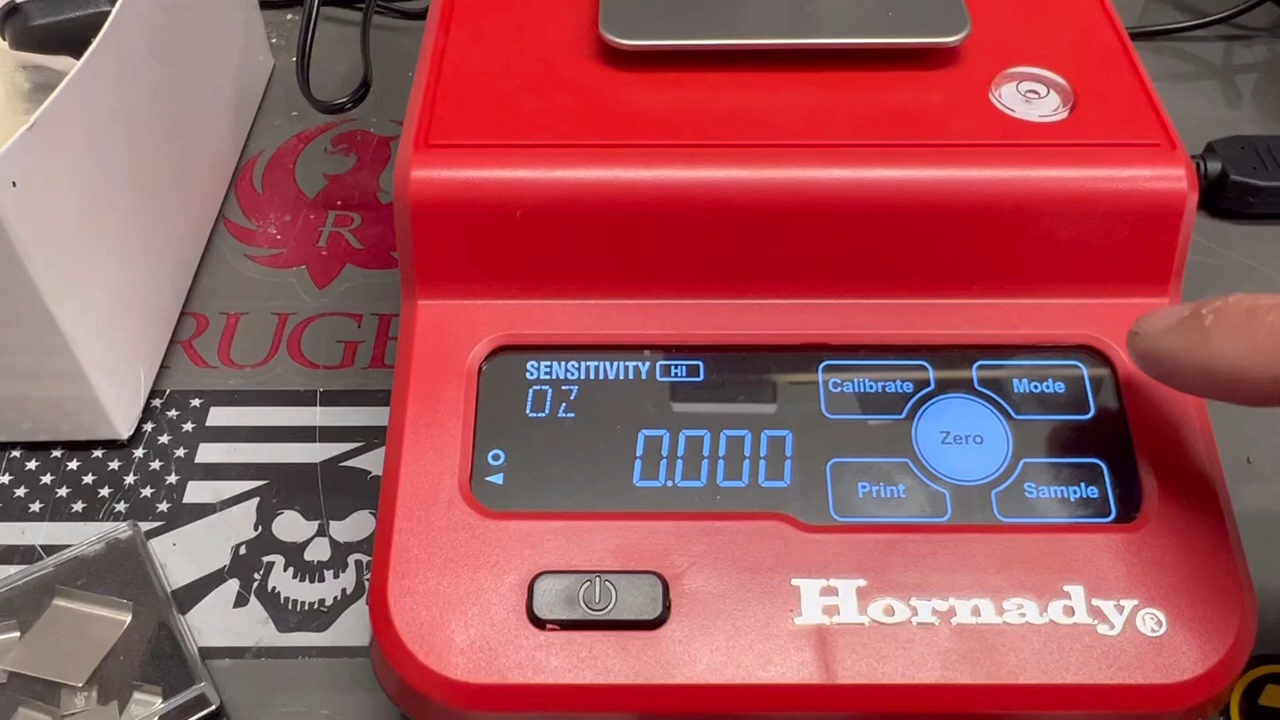 R
RUGE
SENSITIVITY HI
OZ
0.000
Calibrate
Mode
Zero
Print
Sample
Hornady®